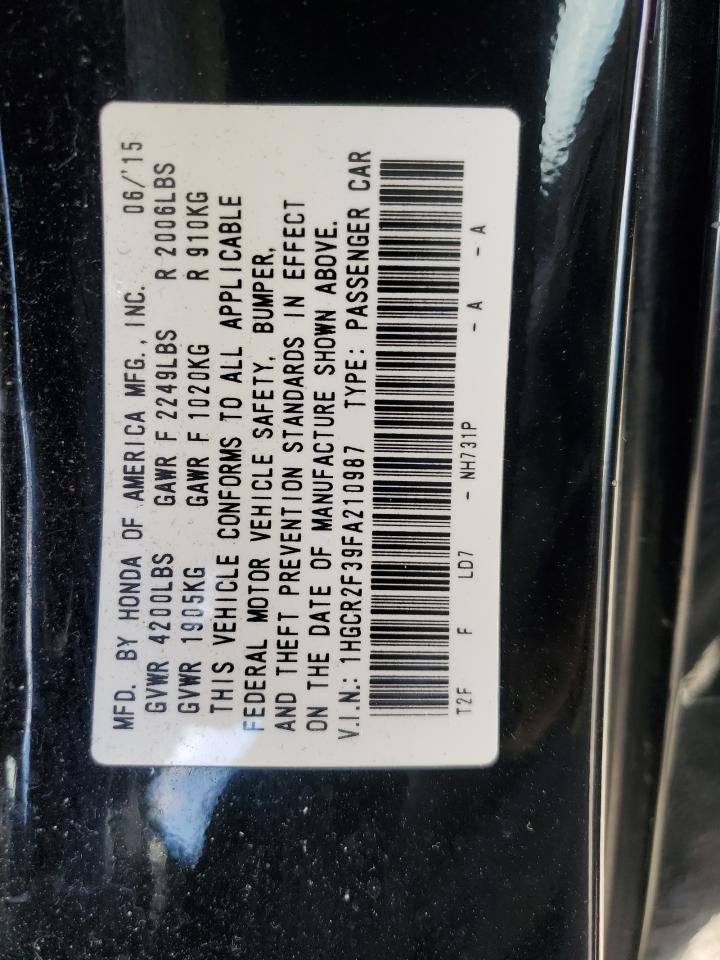 MFD. BY HONDA OF AMERICA MFG., INC. 06/'15
GVWR 4200LBS GAWR F 2249LBS R 2006LBS
GVWR 1905KG GAWR F 1020KG R 910KG
THIS VEHICLE CONFORMS TO ALL APPLICABLE
FEDERAL MOTOR VEHICLE SAFETY, BUMPER,
AND THEFT PREVENTION STANDARDS IN EFFECT
ON THE DATE OF MANUFACTURE SHOWN ABOVE.
V.I.N.: 1HGCR2F39FA210987 TYPE: PASSENGER CAR
T2F F LD7 - NH731P - A - A